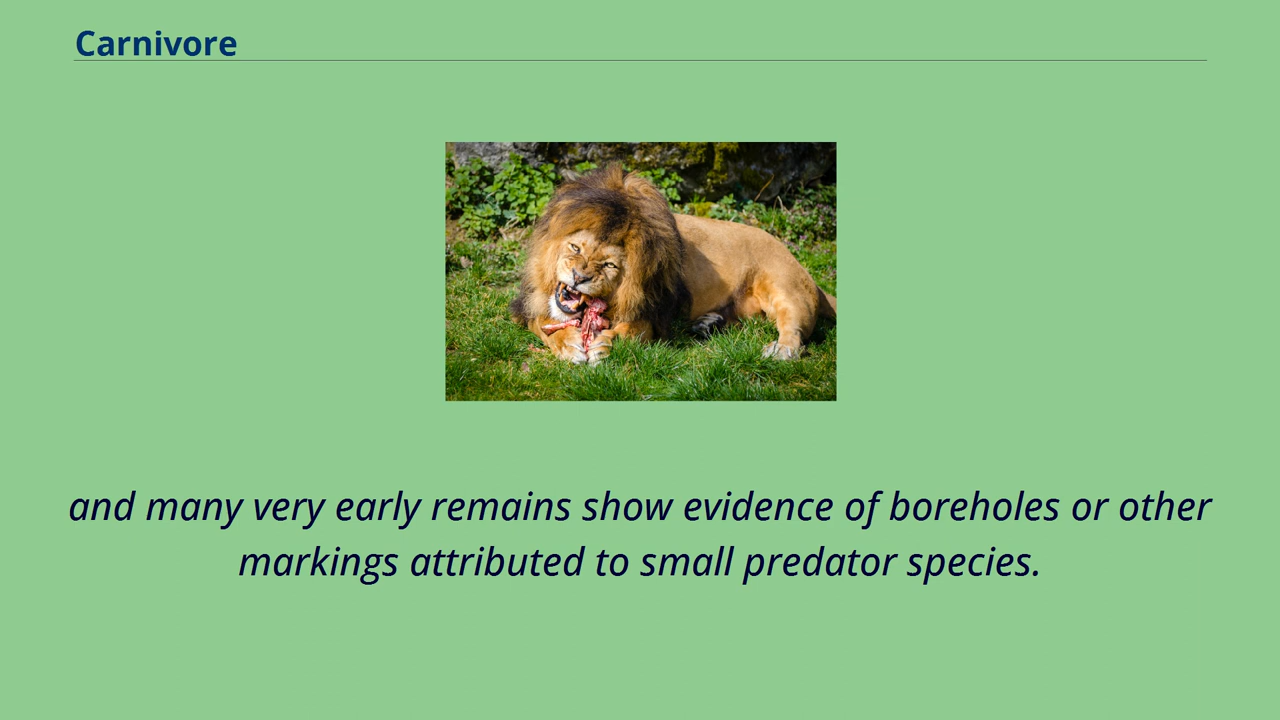 Carnivore
and many very early remains show evidence of boreholes or other
markings attributed to small predator species.